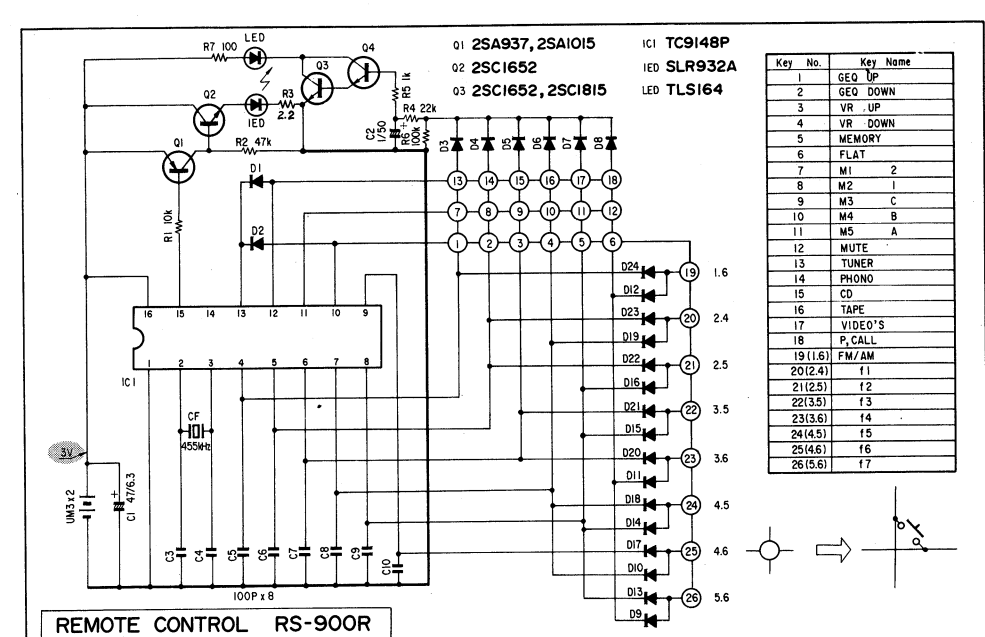 Q1 2SA937, 2SA1015
Q2 2SC1652
Q3 2SC1652, 2SC1815
IC1 TC9148P
IED SLR932A
LED TLS164
LED
R7 100
Q4
Q3
Q2
R3
2.2
IED
R5 1k
R4 22k
C2
1/50
R6
100k
Q1
R2 47k
D1
D2
R1 10k
D3
D4
D5
D6
D7
D8
13 14 15 16 17 18
7 8 9 10 11 12
1 2 3 4 5 6
D24 19 1.6
D12
D23 20 2.4
D19
D22 21 2.5
D16
D21 22 3.5
D15
D20 23 3.6
D11
D18 24 4.5
D14
D17 25 4.6
D10
D13 26 5.6
D9
16 15 14 13 12 11 10 9
1 2 3 4 5 6 7 8
IC1
CF
455kHz
3V
UM3 x 2
+
C1 47/6.3
C3
C4
C5
C6
C7
C8
C9
C10
100P x 8
REMOTE CONTROL RS-900R
Key No. Key Name
1 GEQ UP
2 GEQ DOWN
3 VR UP
4 VR DOWN
5 MEMORY
6 FLAT
7 M1 2
8 M2 1
9 M3 C
10 M4 B
11 M5 A
12 MUTE
13 TUNER
14 PHONO
15 CD
16 TAPE
17 VIDEO'S
18 P, CALL
19 (1.6) FM/AM
20 (2.4) f1
21 (2.5) f2
22 (3.5) f3
23 (3.6) f4
24 (4.5) f5
25 (4.6) f6
26 (5.6) f7